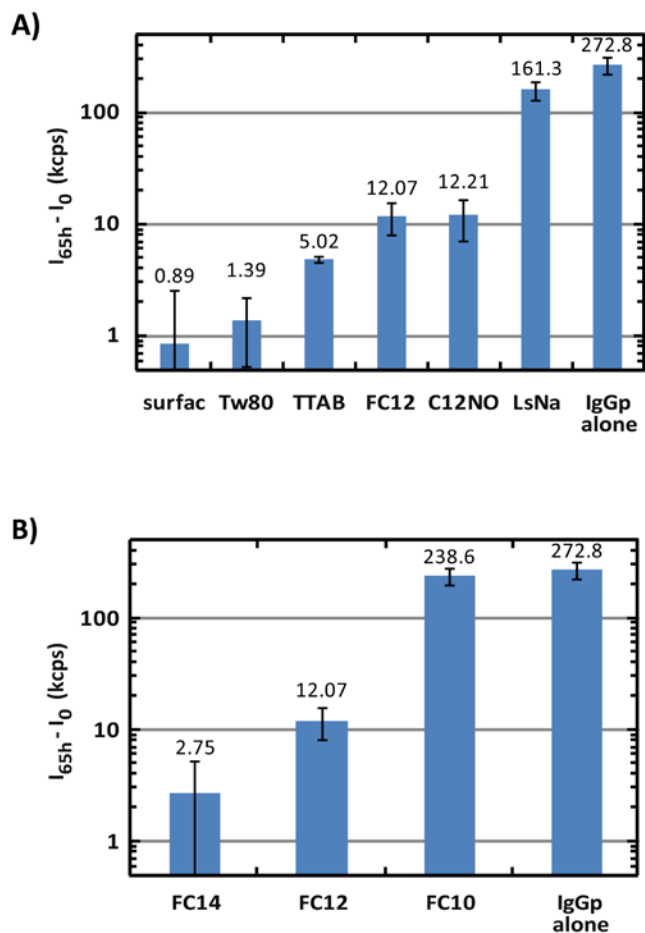 A)
I65h - I0 (kcps)
100
10
1
0.89
1.39
5.02
12.07
12.21
161.3
272.8
surfac Tw80 TTAB FC12 C12NO LsNa IgGp alone
B)
I65h - I0 (kcps)
100
10
1
2.75
12.07
238.6
272.8
FC14 FC12 FC10 IgGp alone